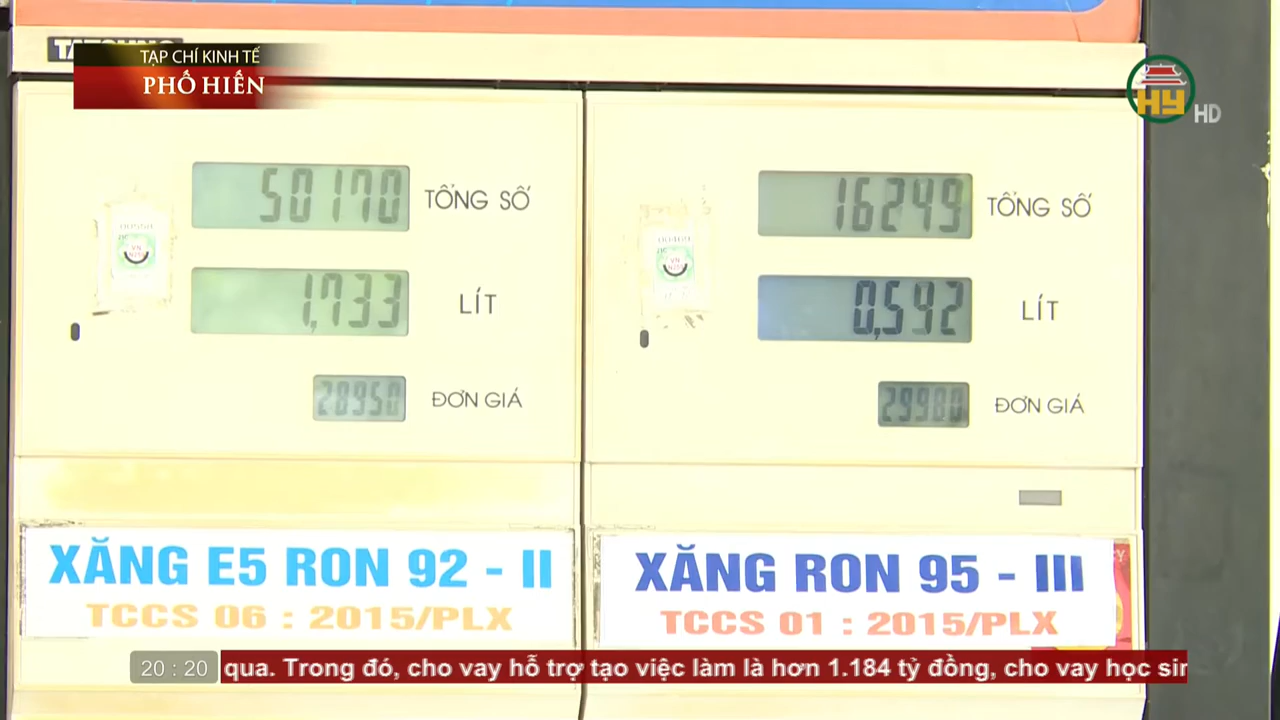 TẠP CHÍ KINH TẾ
PHỐ HIẾN
HY HD
50170 TỔNG SỐ
1,733 LÍT
28950 ĐƠN GIÁ
16249 TỔNG SỐ
0,592 LÍT
29980 ĐƠN GIÁ
XĂNG E5 RON 92 - II
TCCS 06 : 2015/PLX
XĂNG RON 95 - III
TCCS 01 : 2015/PLX
20 : 20 qua. Trong đó, cho vay hỗ trợ tạo việc làm là hơn 1.184 tỷ đồng, cho vay học sin